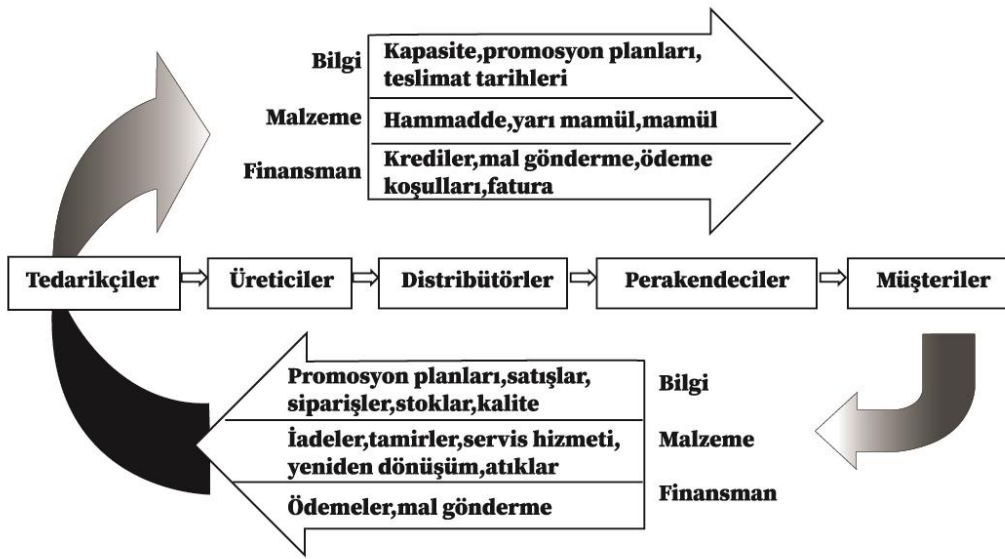 Bilgi
Kapasite,promosyon planları,
teslimat tarihleri
Malzeme
Hammadde,yarı mamül,mamül
Finansman
Krediler,mal gönderme,ödeme
koşulları,fatura
Tedarikçiler
Üreticiler
Distribütörler
Perakendeciler
Müşteriler
Promosyon planları,satışlar,
siparişler,stoklar,kalite
Bilgi
İadeler,tamirler,servis hizmeti,
yeniden dönüşüm,atıklar
Malzeme
Ödemeler,mal gönderme
Finansman